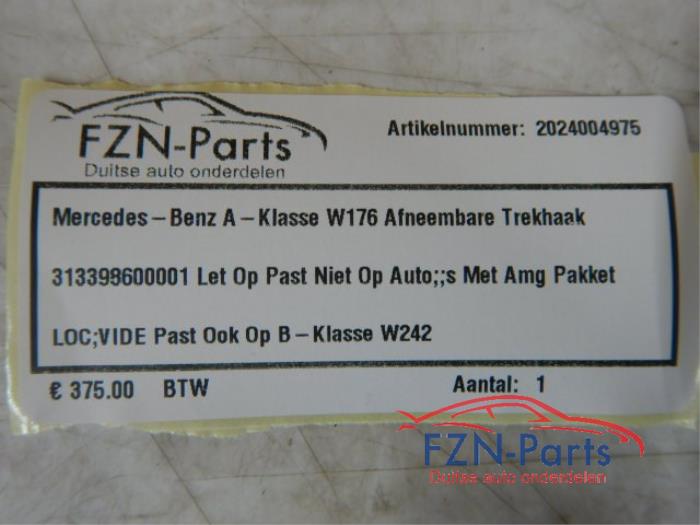 FZN-Parts
Duitse auto onderdelen
Artikelnummer: 2024004975
Mercedes-Benz A-Klasse W176 Afneembare Trekhaak
313398600001 Let Op Past Niet Op Auto;;s Met Amg Pakket
LOC;VIDE Past Ook Op B-Klasse W242
€ 375.00 BTW Aantal: 1
FZN-Parts
Duitse auto onderdelen